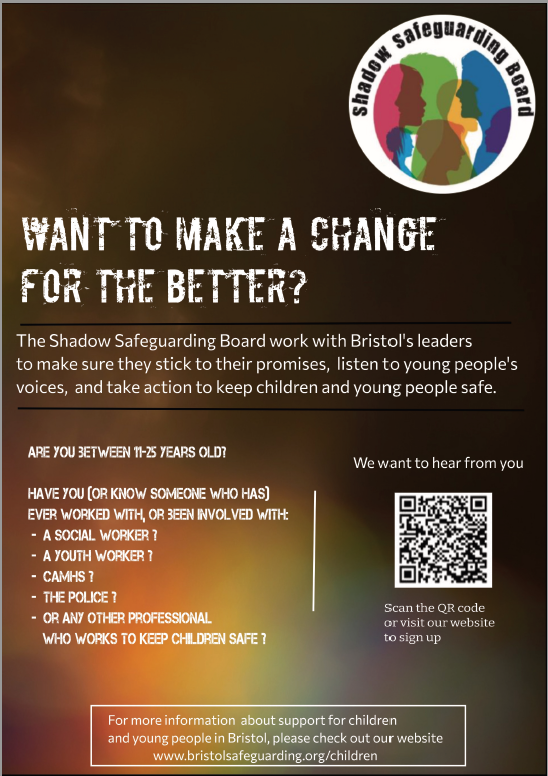 Shadow Safeguarding Board
WANT TO MAKE A CHANGE
FOR THE BETTER?
The Shadow Safeguarding Board work with Bristol's leaders
to make sure they stick to their promises, listen to young people's
voices, and take action to keep children and young people safe.
ARE YOU BETWEEN 11-25 YEARS OLD?
HAVE YOU (OR KNOW SOMEONE WHO HAS)
EVER WORKED WITH, OR BEEN INVOLVED WITH:
- A SOCIAL WORKER ?
- A YOUTH WORKER ?
- CAMHS ?
- THE POLICE ?
- OR ANY OTHER PROFESSIONAL
WHO WORKS TO KEEP CHILDREN SAFE ?
We want to hear from you
Scan the QR code
or visit our website
to sign up
For more information about support for children
and young people in Bristol, please check out our website
www.bristolsafeguarding.org/children